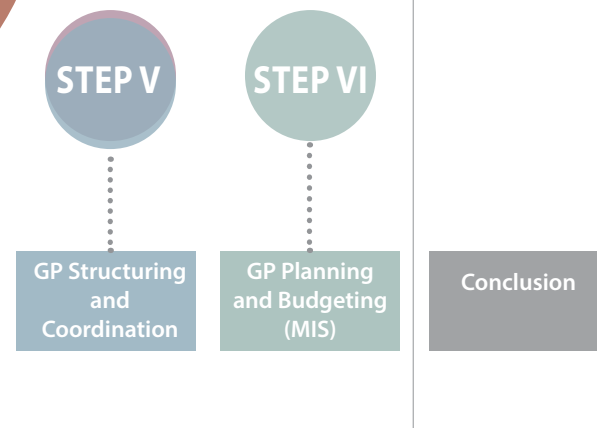 STEP V
STEP VI
GP Structuring
and
Coordination
GP Planning
and Budgeting
(MIS)
Conclusion